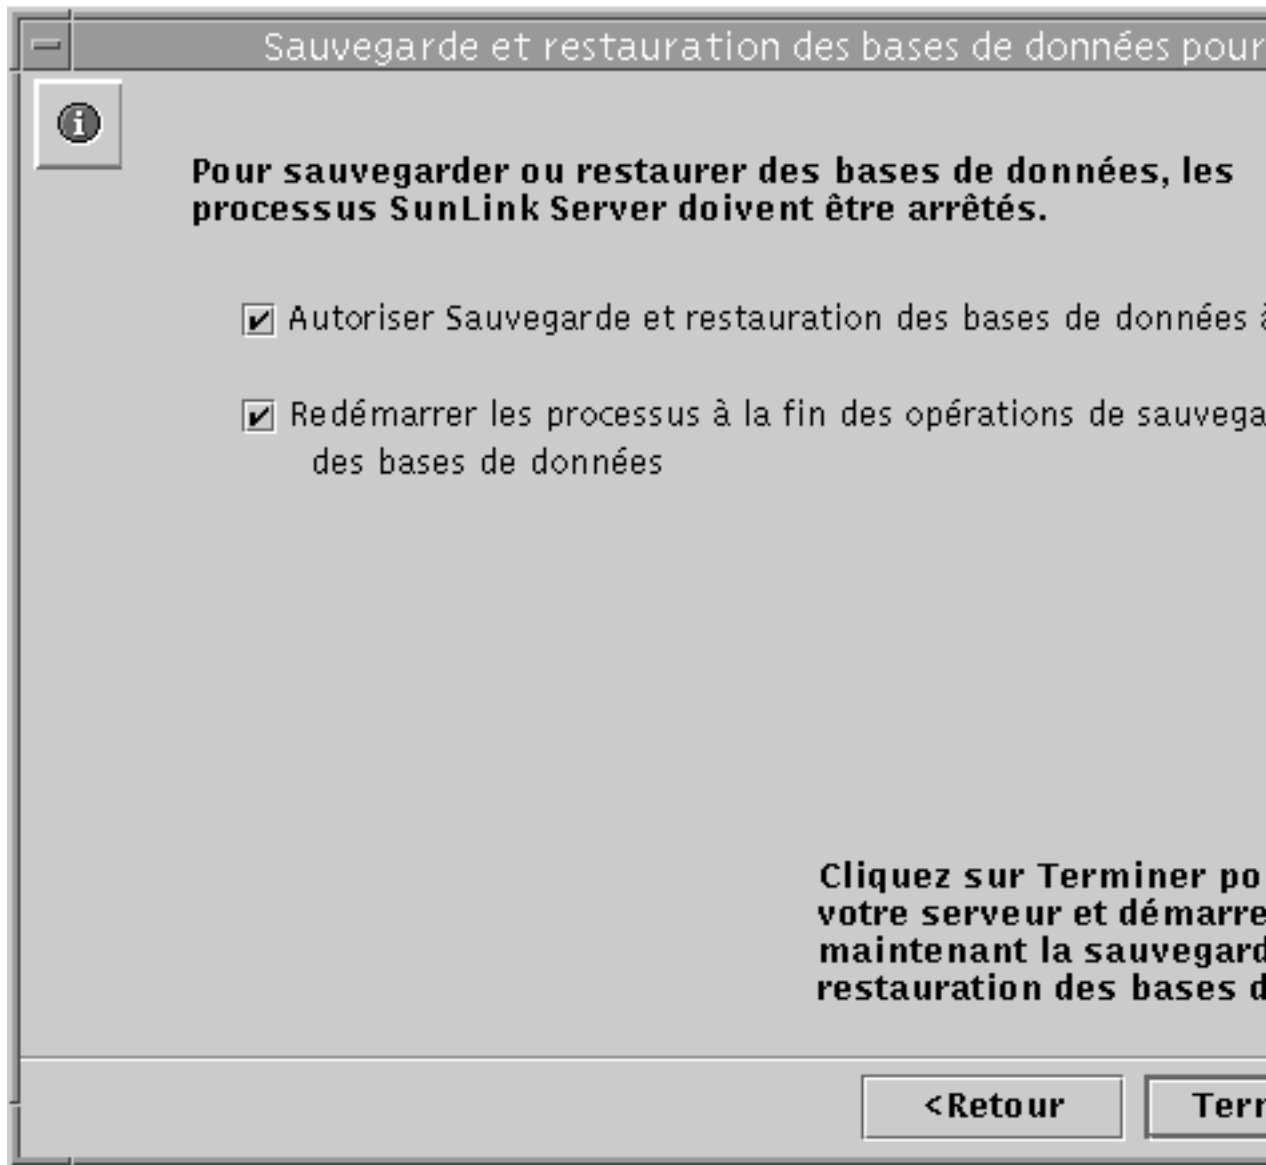 Sauvegarde et restauration des bases de données pour
Pour sauvegarder ou restaurer des bases de données, les
processus SunLink Server doivent être arrêtés.
Autoriser Sauvegarde et restauration des bases de données
Redémarrer les processus à la fin des opérations de
des bases de données
Cliquez sur Terminer
votre serveur et
maintenant la
restauration des bases
<Retour